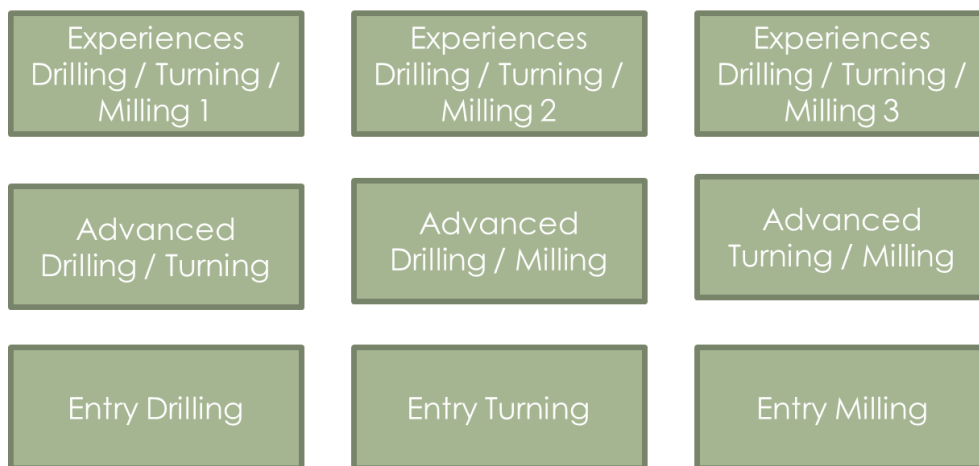 Experiences
Drilling / Turning /
Milling 1
Experiences
Drilling / Turning /
Milling 2
Experiences
Drilling / Turning /
Milling 3
Advanced
Drilling / Turning
Advanced
Drilling / Milling
Advanced
Turning / Milling
Entry Drilling
Entry Turning
Entry Milling